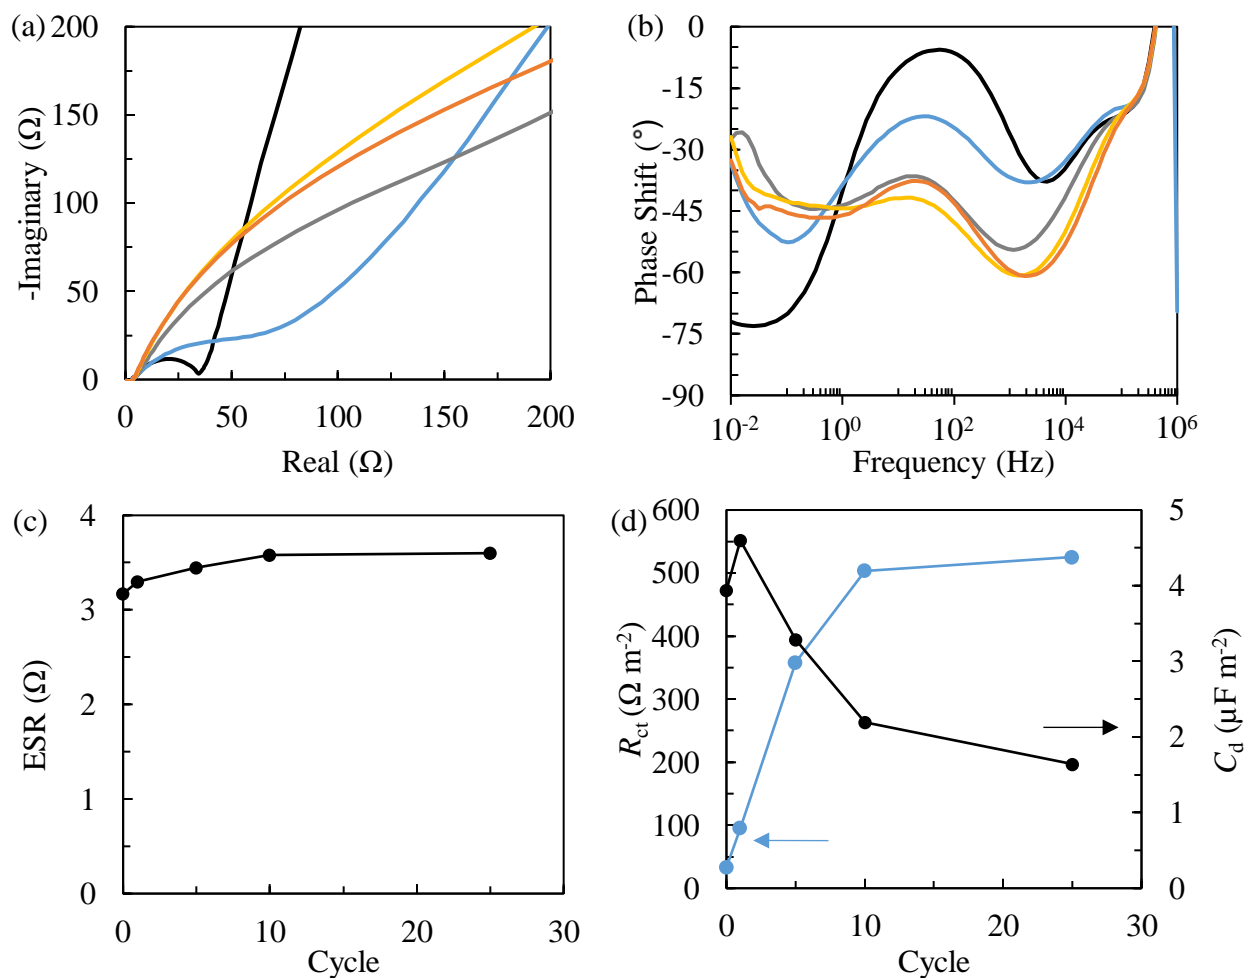 (a)
200
150
100
50
0
-Imaginary (Ω)
0 50 100 150 200
Real (Ω)
(b)
0
-15
-30
-45
-60
-75
-90
Phase Shift (°)
10-2 100 102 104 106
Frequency (Hz)
(c)
4
3
2
1
0
ESR (Ω)
0 10 20 30
Cycle
(d)
600
500
400
300
200
100
0
Rct (Ω m-2)
5
4
3
2
1
0
Cd (µF m-2)
0 10 20 30
Cycle